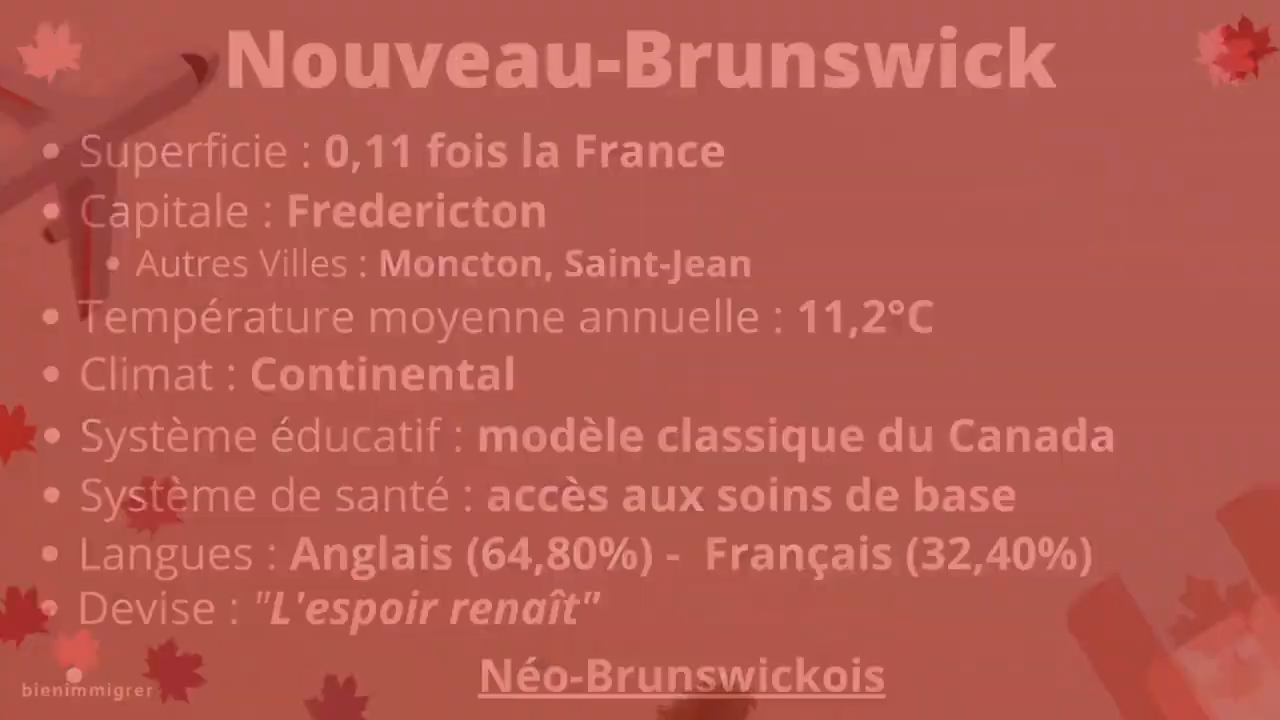 Nouveau-Brunswick
• Superficie : 0,11 fois la France
• Capitale : Fredericton
• Autres Villes : Moncton, Saint-Jean
• Température moyenne annuelle : 11,2°C
• Climat : Continental
• Système éducatif : modèle classique du Canada
• Système de santé : accès aux soins de base
• Langues : Anglais (64,80%) - Français (32,40%)
• Devise : "L'espoir renaît"
Néo-Brunswickois
bienimmigrer